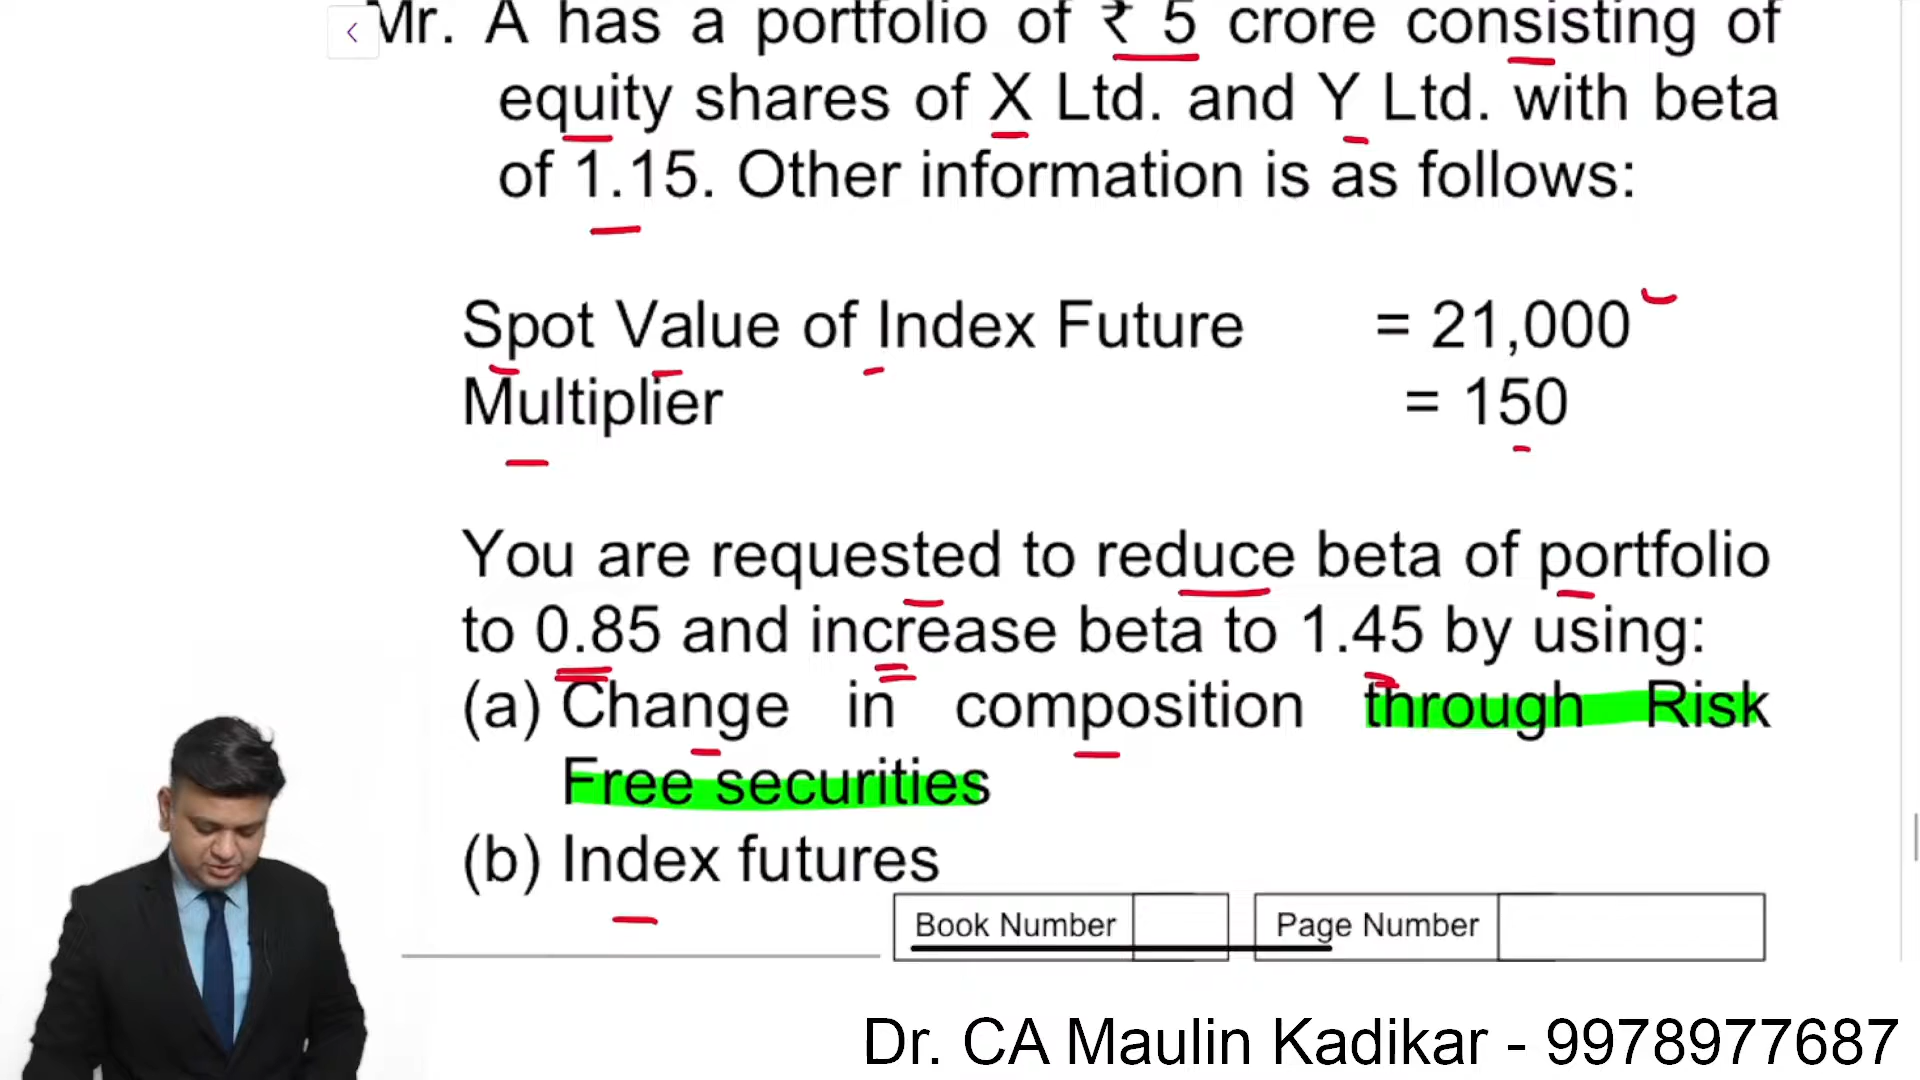 Mr. A has a portfolio of ₹ 5 crore consisting of
equity shares of X Ltd. and Y Ltd. with beta
of 1.15. Other information is as follows:
Spot Value of Index Future = 21,000
Multiplier = 150
You are requested to reduce beta of portfolio
to 0.85 and increase beta to 1.45 by using:
(a) Change in composition through Risk
Free securities
(b) Index futures
Book Number Page Number
Dr. CA Maulin Kadikar - 9978977687